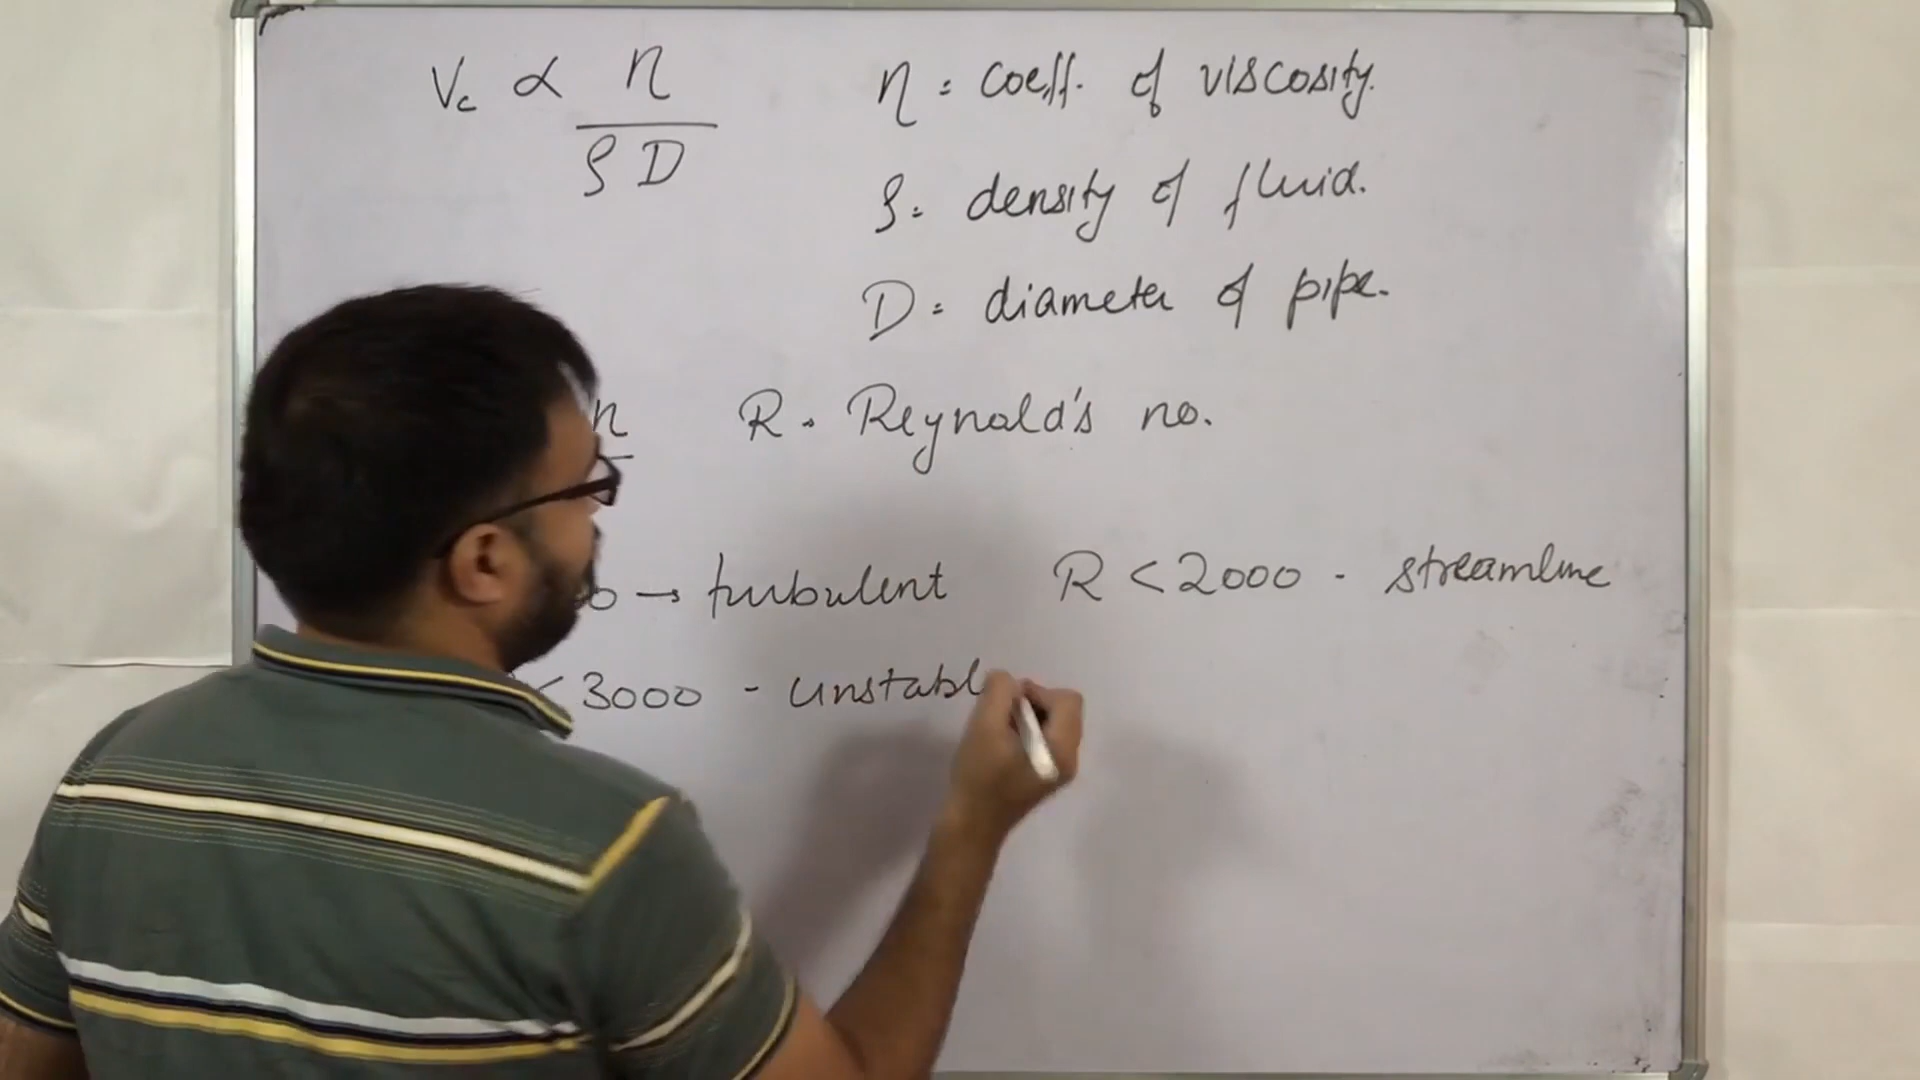 Vc ∝ η / ρ D
η = coeff. of viscosity.
ρ = density of fluid.
D = diameter of pipe.
η R = Reynold's no.
→ turbulent R < 2000 - streamline
< 3000 - unstabl